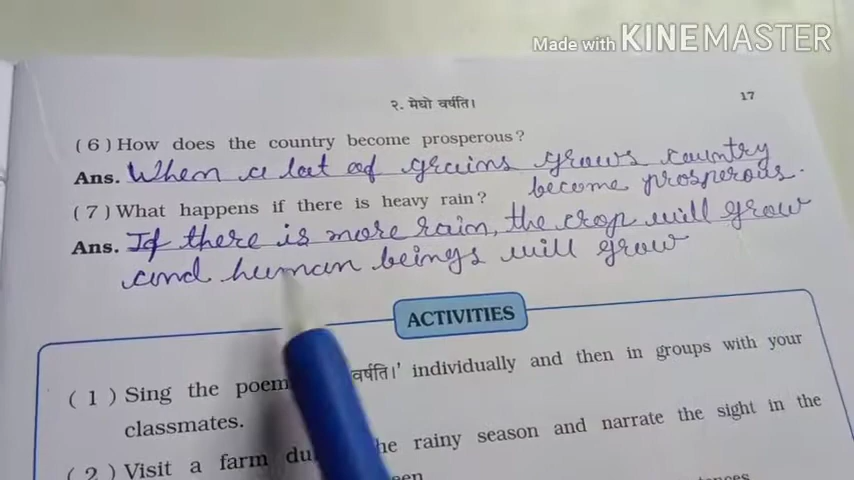 Made with KINEMASTER
२. मेघो वर्षति।
17
( 6 ) How does the country become prosperous ?
Ans. When a lot of grains grows country
become prosperous.
( 7 ) What happens if there is heavy rain ?
Ans. If there is more rain, the crop will grow
and human beings will grow
ACTIVITIES
( 1 ) Sing the poem वर्षति।' individually and then in groups with your
classmates.
( 2 ) Visit a farm the rainy season and narrate the sight in the